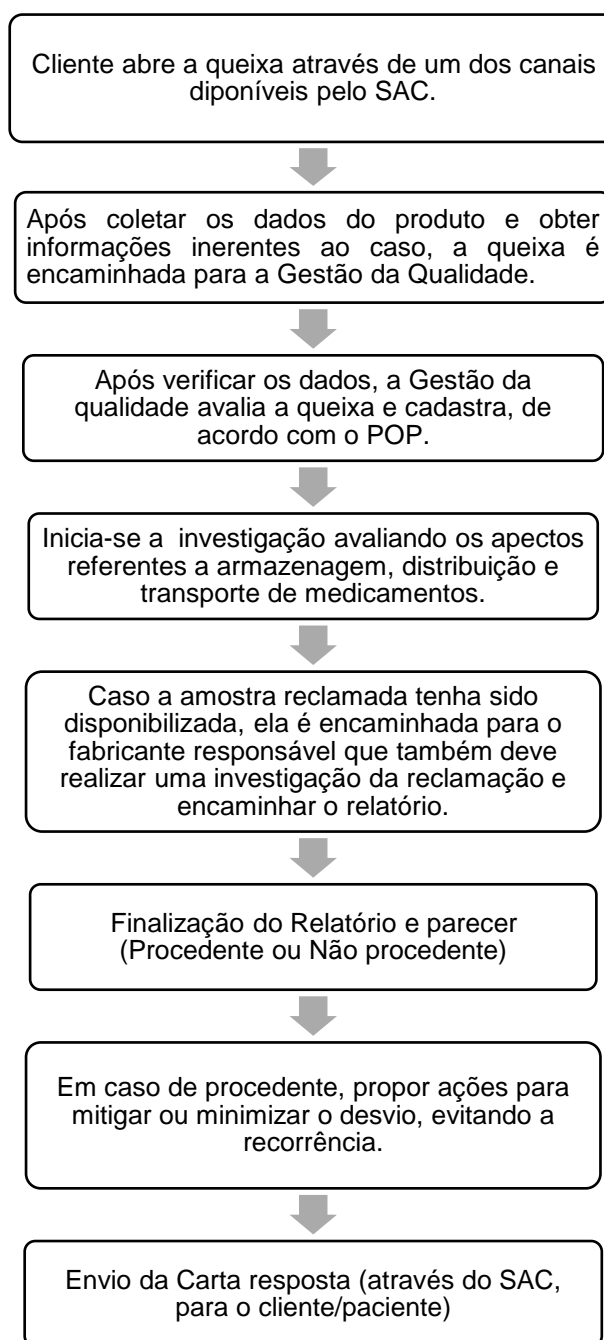 Cliente abre a queixa através de um dos canais
diponíveis pelo SAC.
Após coletar os dados do produto e obter
informações inerentes ao caso, a queixa é
encaminhada para a Gestão da Qualidade.
Após verificar os dados, a Gestão da
qualidade avalia a queixa e cadastra, de
acordo com o POP.
Inicia-se a investigação avaliando os apectos
referentes a armazenagem, distribuição e
transporte de medicamentos.
Caso a amostra reclamada tenha sido
disponibilizada, ela é encaminhada para o
fabricante responsável que também deve
realizar uma investigação da reclamação e
encaminhar o relatório.
Finalização do Relatório e parecer
(Procedente ou Não procedente)
Em caso de procedente, propor ações para
mitigar ou minimizar o desvio, evitando a
recorrência.
Envio da Carta resposta (através do SAC,
para o cliente/paciente)